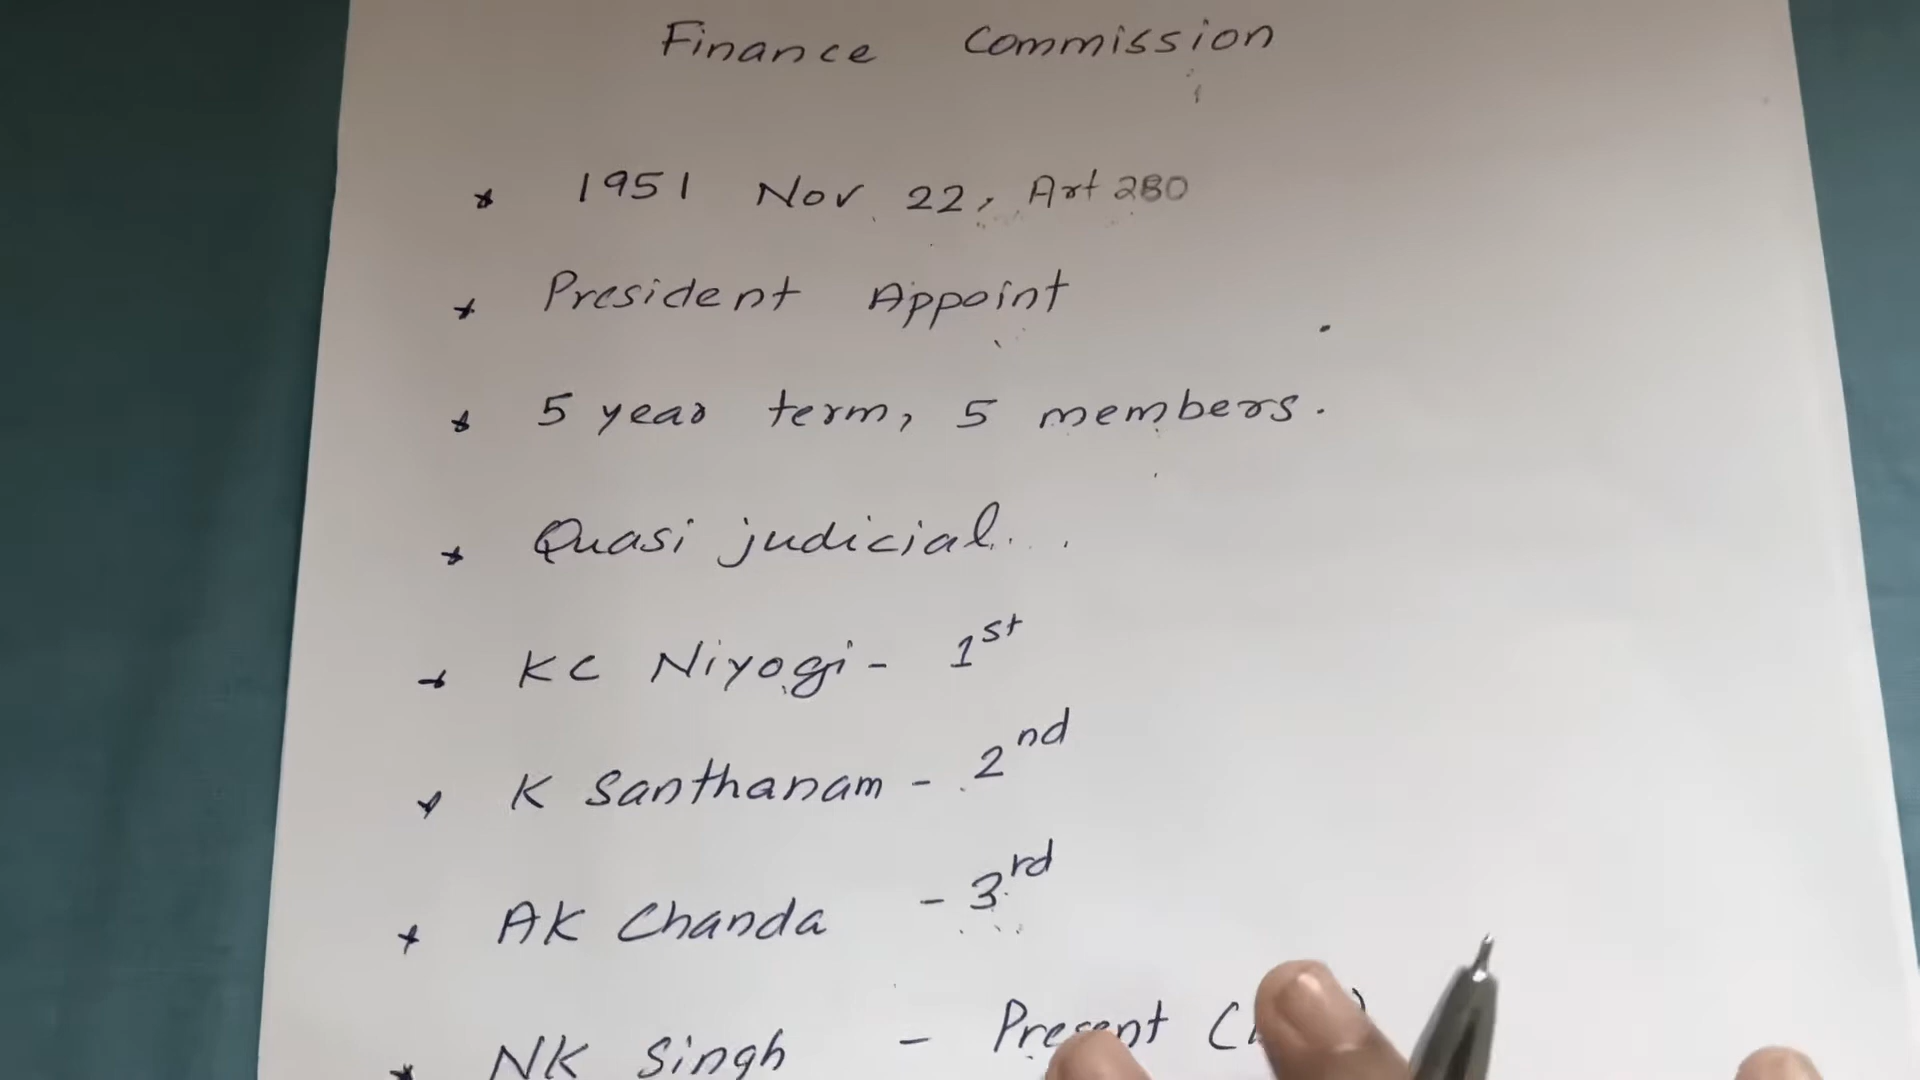 Finance Commission
* 1951 Nov 22, Art 280
* President Appoint
* 5 year term, 5 members.
* Quasi judicial
* KC Niyogi - 1st
* K Santhanam - 2nd
* AK Chanda - 3rd
* NK Singh - Present